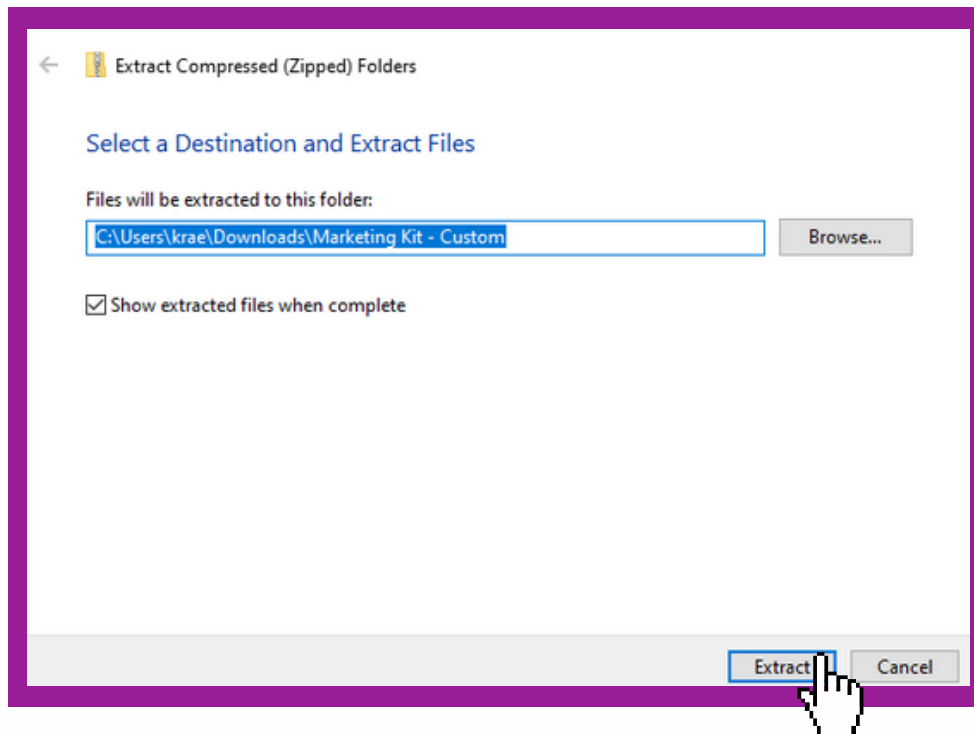 Extract Compressed (Zipped) Folders
Select a Destination and Extract Files
Files will be extracted to this folder:
C:\Users\krae\Downloads\Marketing Kit - Custom
Browse...
Show extracted files when complete
Extract
Cancel